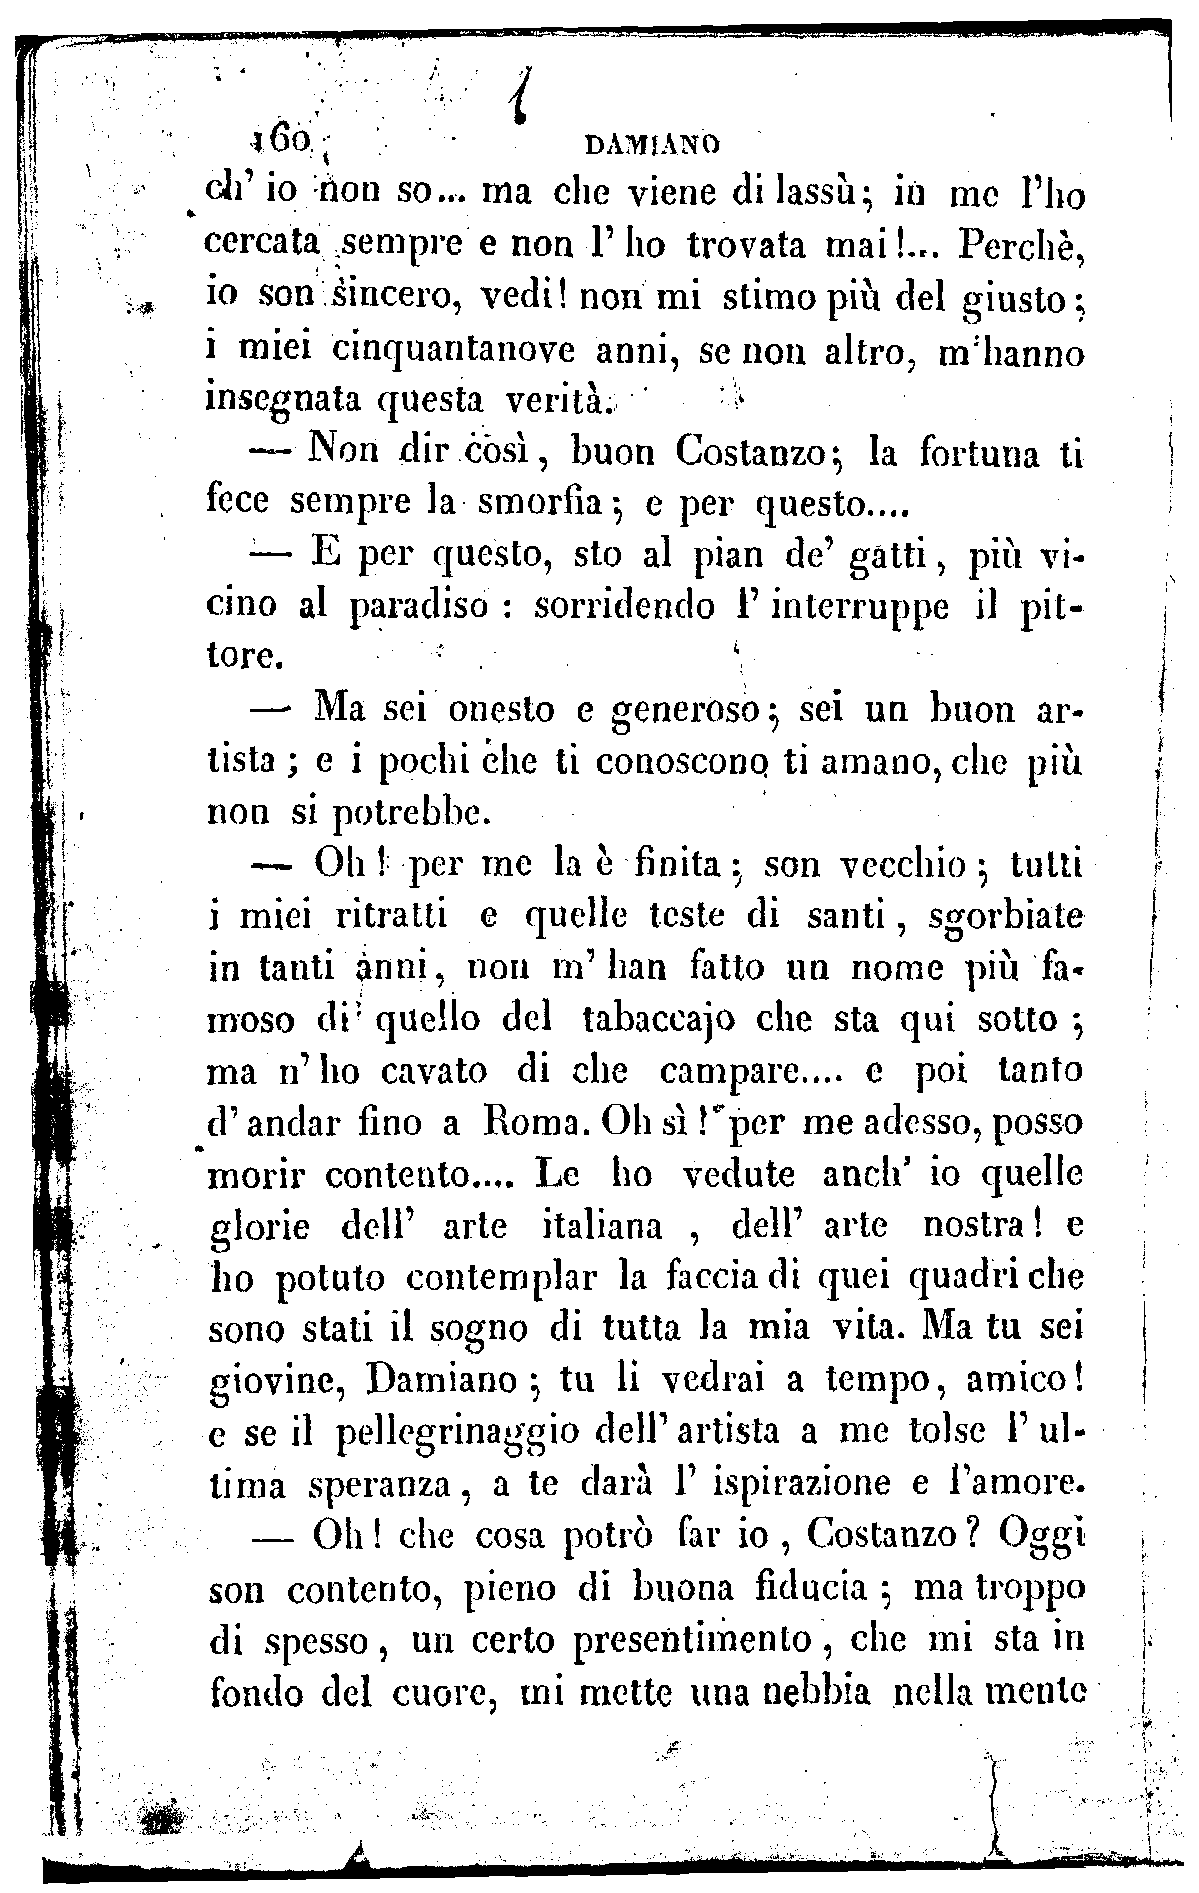 160 DAMIANO
ch' io non so... ma che viene di lassù; in me l'ho
cercata sempre e non l' ho trovata mai!... Perchè,
io son sincero, vedi! non mi stimo più del giusto;
i miei cinquantanove anni, se non altro, m'hanno
insegnata questa verità.
— Non dir così, buon Costanzo; la fortuna ti
fece sempre la smorfia; e per questo....
— E per questo, sto al pian de' gatti, più vi-
cino al paradiso: sorridendo l' interruppe il pit-
tore.
— Ma sei onesto e generoso; sei un buon ar-
tista; e i pochi che ti conoscono ti amano, che più
non si potrebbe.
— Oh! per me la è finita; son vecchio; tutti
i miei ritratti e quelle teste di santi, sgorbiate
in tanti anni, non m' han fatto un nome più fa-
moso di quello del tabaccajo che sta qui sotto;
ma n' ho cavato di che campare.... e poi tanto
d' andar fino a Roma. Oh sì! per me adesso, posso
morir contento.... Le ho vedute anch' io quelle
glorie dell' arte italiana, dell' arte nostra! e
ho potuto contemplar la faccia di quei quadri che
sono stati il sogno di tutta la mia vita. Ma tu sei
giovine, Damiano; tu li vedrai a tempo, amico!
e se il pellegrinaggio dell' artista a me tolse l' ul-
tima speranza, a te darà l' ispirazione e l'amore.
— Oh! che cosa potrò far io, Costanzo? Oggi
son contento, pieno di buona fiducia; ma troppo
di spesso, un certo presentimento, che mi sta in
fondo del cuore, mi mette una nebbia nella mente